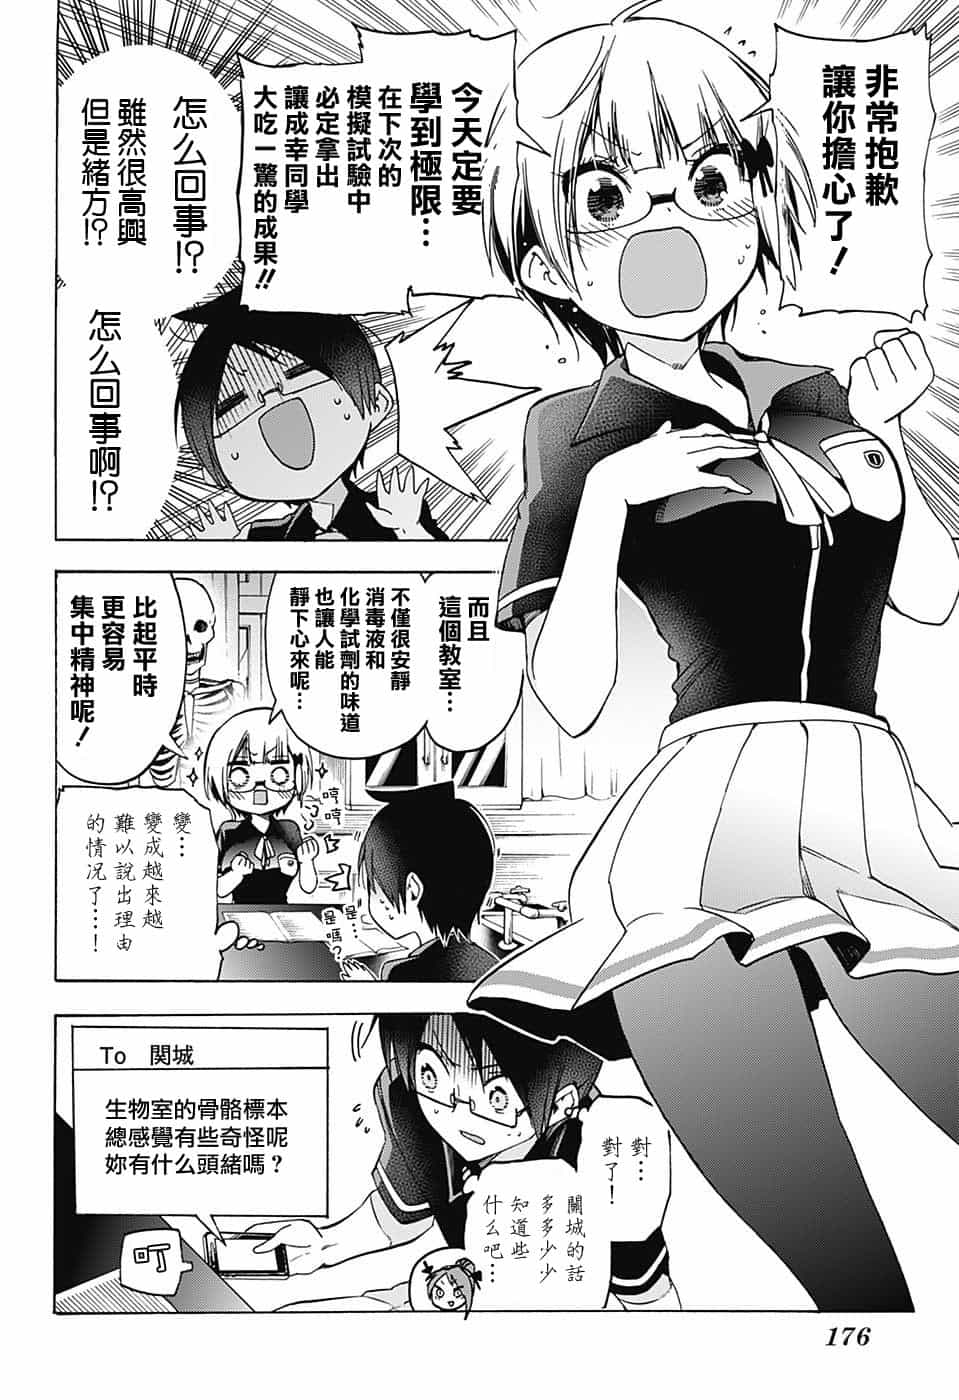 非常抱歉
讓你擔心了！
今天定要
學到極限…
在下次的
模擬試驗中
必定拿出
讓成幸同學
大吃一驚的成果!!
怎么回事!?
雖然很高興
但是緒方!?
怎么回事啊!?
而且
這個教室…
不僅很安靜
消毒液和
化學試劑的味道
也讓人能
靜下心來呢…
比起平時
更容易
集中精神呢！
哼
哼
是…
是嗎？
變…
變成越來越
難以說出理由
的情況了…！
對…
對了！
關城的話
多多少少
知道些
什么吧…
To 関城
生物室的骨骼標本
總感覺有些奇怪呢
妳有什么頭緒嗎？
叮
176